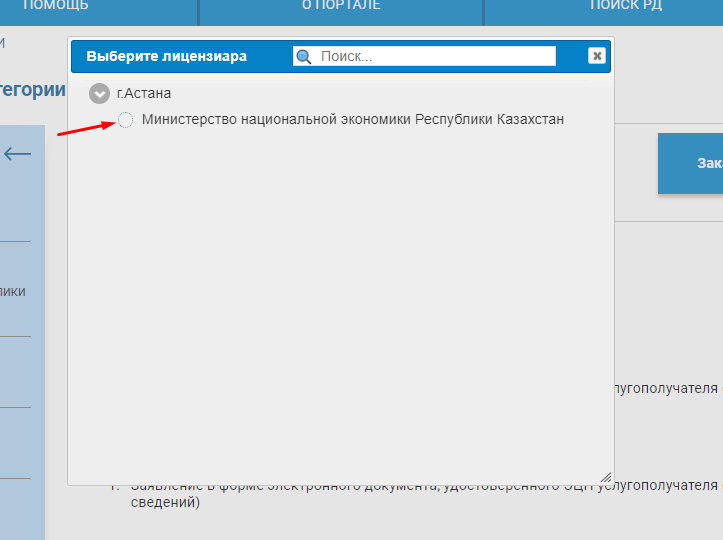 ПОМОЩЬ
О ПОРТАЛЕ
ПОИСК РД
И
тегории
Выберите лицензиара
Поиск...
г.Астана
Министерство национальной экономики Республики Казахстан
Зак
лики
лугополучателя
1. Заявление в форме электронного документа, удостоверенного ЭЦП услугополучателя
сведений)